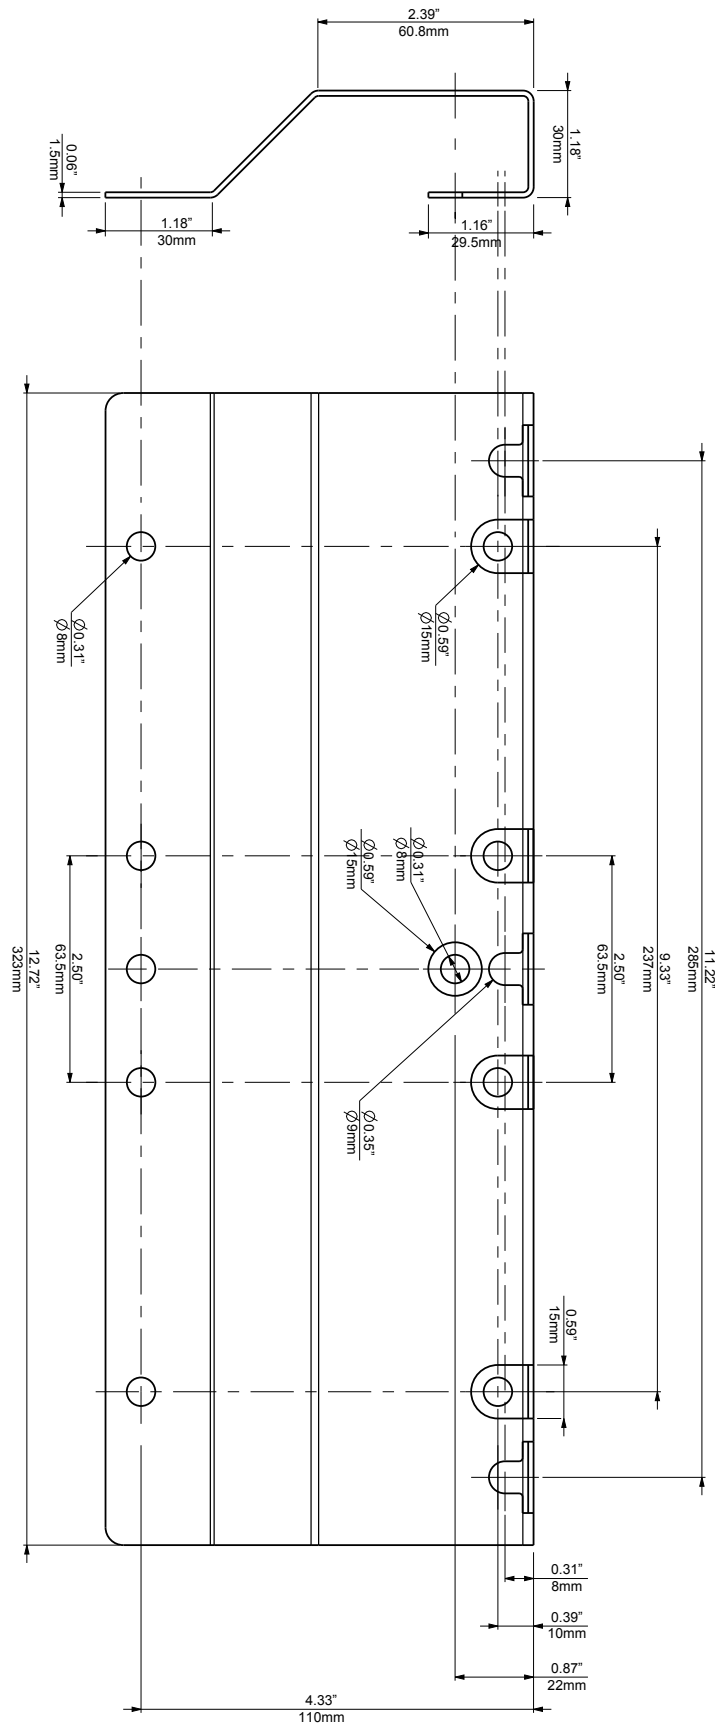 2.39”
60.8mm
1.18”
30mm
0.06”
1.5mm
1.18”
30mm
1.16”
29.5mm
Ø0.31”
Ø8mm
Ø0.59”
Ø15mm
Ø0.59”
Ø15mm
Ø0.31”
Ø8mm
12.72”
323mm
2.50”
63.5mm
2.50”
63.5mm
9.33”
237mm
11.22”
285mm
Ø0.35”
Ø9mm
0.59”
15mm
0.31”
8mm
0.39”
10mm
0.87”
22mm
4.33”
110mm